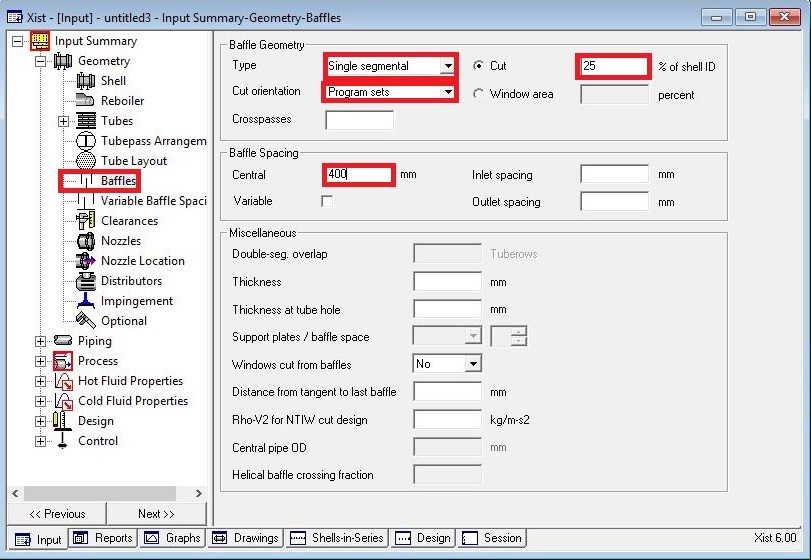 Xist - [Input] - untitled3 - Input Summary-Geometry-Baffles
Input Summary
Geometry
Shell
Reboiler
Tubes
Tubepass Arrangem
Tube Layout
Baffles
Variable Baffle Spaci
Clearances
Nozzles
Nozzle Location
Distributors
Impingement
Optional
Piping
Process
Hot Fluid Properties
Cold Fluid Properties
Design
Control
<< Previous
Next >>
Baffle Geometry
Type Single segmental Cut 25 % of shell ID
Cut orientation Program sets Window area percent
Crosspasses
Baffle Spacing
Central 400 mm Inlet spacing mm
Variable Outlet spacing mm
Miscellaneous
Double-seg. overlap Tuberows
Thickness mm
Thickness at tube hole mm
Support plates / baffle space
Windows cut from baffles No
Distance from tangent to last baffle mm
Rho-V2 for NTIW cut design kg/m-s2
Central pipe OD mm
Helical baffle crossing fraction
Input Reports Graphs Drawings Shells-in-Series Design Session Xist 6.00